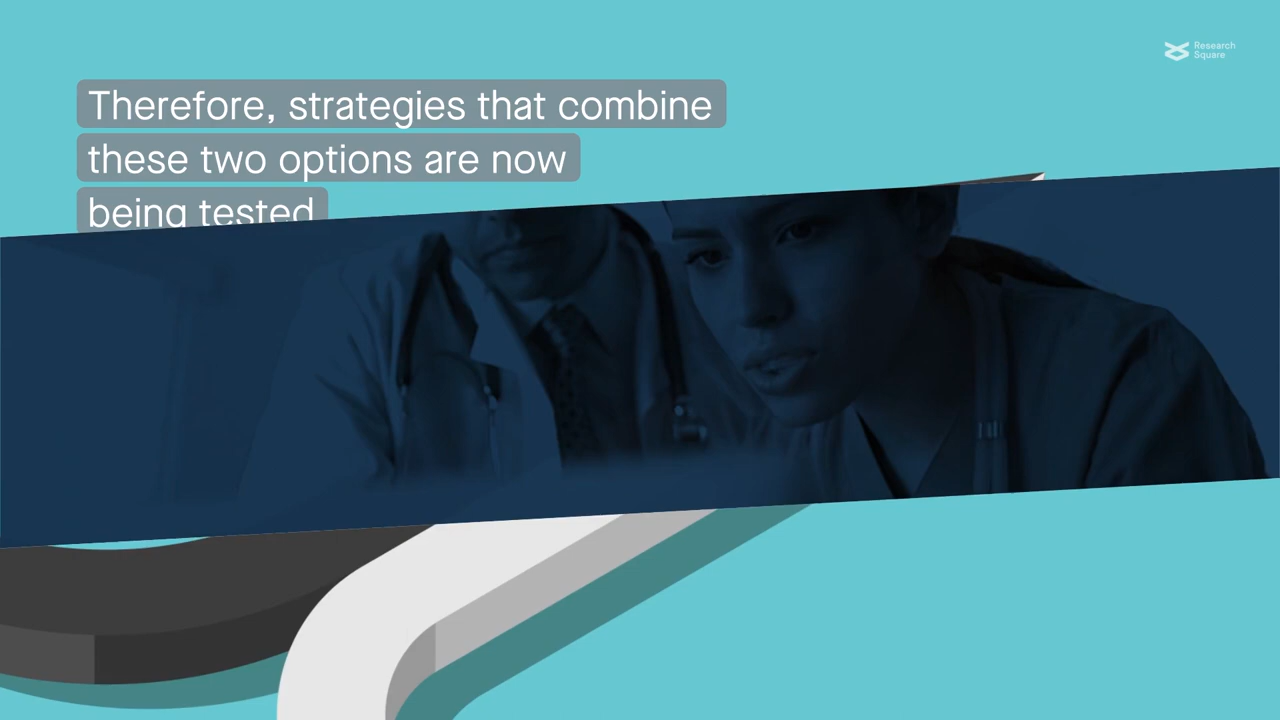 Therefore, strategies that combine
these two options are now
being tested
Research
Square